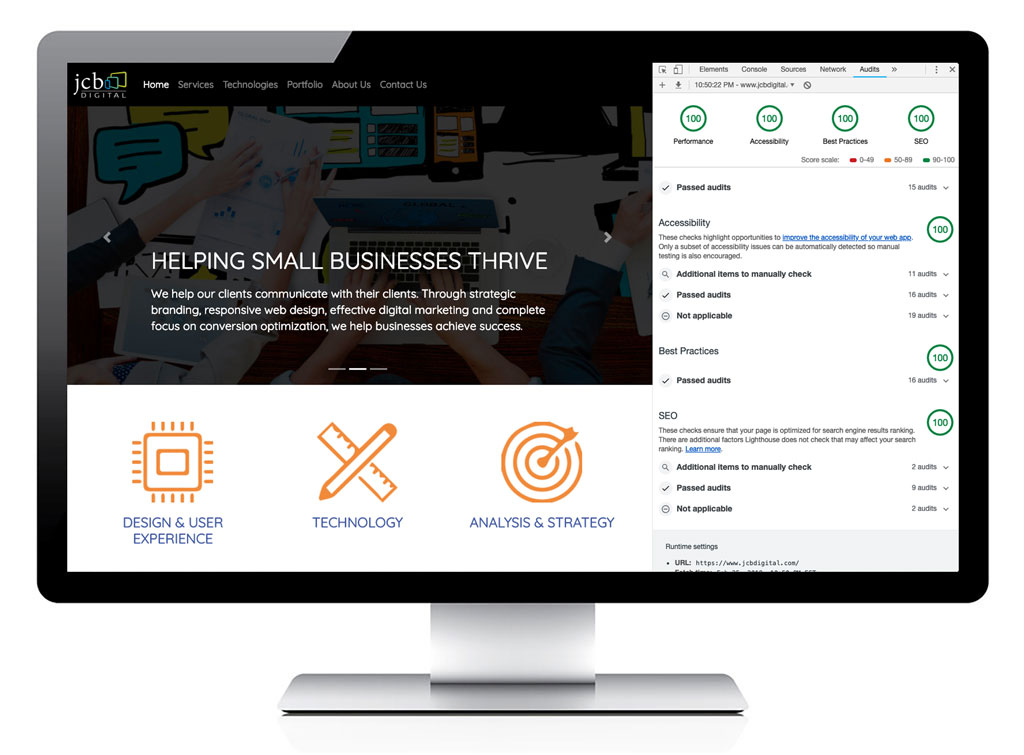 jcb
DIGITAL
Home Services Technologies Portfolio About Us Contact Us
HELPING SMALL BUSINESSES THRIVE
We help our clients communicate with their clients. Through strategic
branding, responsive web design, effective digital marketing and complete
focus on conversion optimization, we help businesses achieve success.
DESIGN & USER
EXPERIENCE
TECHNOLOGY
ANALYSIS & STRATEGY
Elements Console Sources Network Audits »
10:50:22 PM - www.jcbdigital.
100 100 100 100
Performance Accessibility Best Practices SEO
Score scale: 0-49 50-89 90-100
Passed audits 15 audits
Accessibility 100
These checks highlight opportunities to improve the accessibility of your web app.
Only a subset of accessibility issues can be automatically detected so manual
testing is also encouraged.
Additional items to manually check 11 audits
Passed audits 16 audits
Not applicable 19 audits
Best Practices 100
Passed audits 16 audits
SEO 100
These checks ensure that your page is optimized for search engine results ranking.
There are additional factors Lighthouse does not check that may affect your search
ranking. Learn more.
Additional items to manually check 2 audits
Passed audits 9 audits
Not applicable 2 audits
Runtime settings
• URL: https://www.jcbdigital.com/